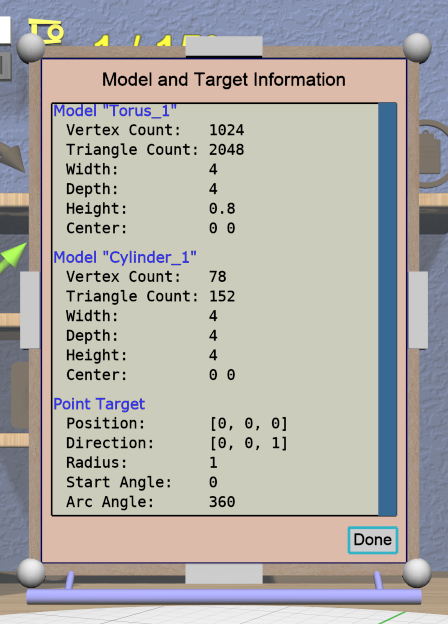 Model and Target Information
Model "Torus_1"
Vertex Count: 1024
Triangle Count: 2048
Width: 4
Depth: 4
Height: 0.8
Center: 0 0
Model "Cylinder_1"
Vertex Count: 78
Triangle Count: 152
Width: 4
Depth: 4
Height: 4
Center: 0 0
Point Target
Position: [0, 0, 0]
Direction: [0, 0, 1]
Radius: 1
Start Angle: 0
Arc Angle: 360
Done